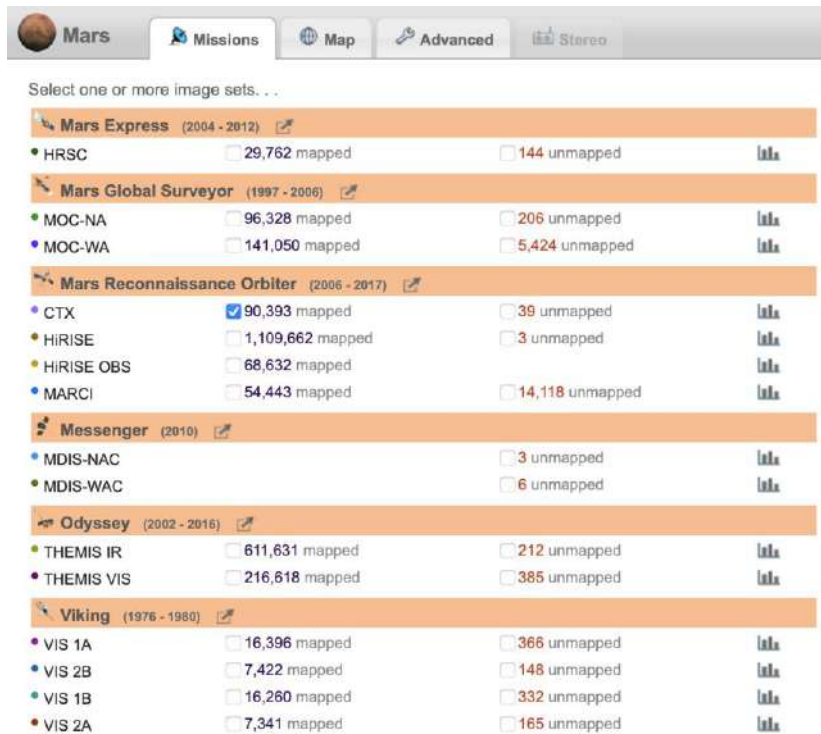 Mars Missions Map Advanced Stereo
Select one or more image sets. . .
Mars Express (2004 - 2012)
HRSC 29,762 mapped 144 unmapped
Mars Global Surveyor (1997 - 2006)
MOC-NA 96,328 mapped 206 unmapped
MOC-WA 141,050 mapped 5,424 unmapped
Mars Reconnaissance Orbiter (2006 - 2017)
CTX 90,393 mapped 39 unmapped
HiRISE 1,109,662 mapped 3 unmapped
HiRISE OBS 68,632 mapped
MARCI 54,443 mapped 14,118 unmapped
Messenger (2010)
MDIS-NAC 3 unmapped
MDIS-WAC 6 unmapped
Odyssey (2002 - 2016)
THEMIS IR 611,631 mapped 212 unmapped
THEMIS VIS 216,618 mapped 385 unmapped
Viking (1976 - 1980)
VIS 1A 16,396 mapped 366 unmapped
VIS 2B 7,422 mapped 148 unmapped
VIS 1B 16,260 mapped 332 unmapped
VIS 2A 7,341 mapped 165 unmapped